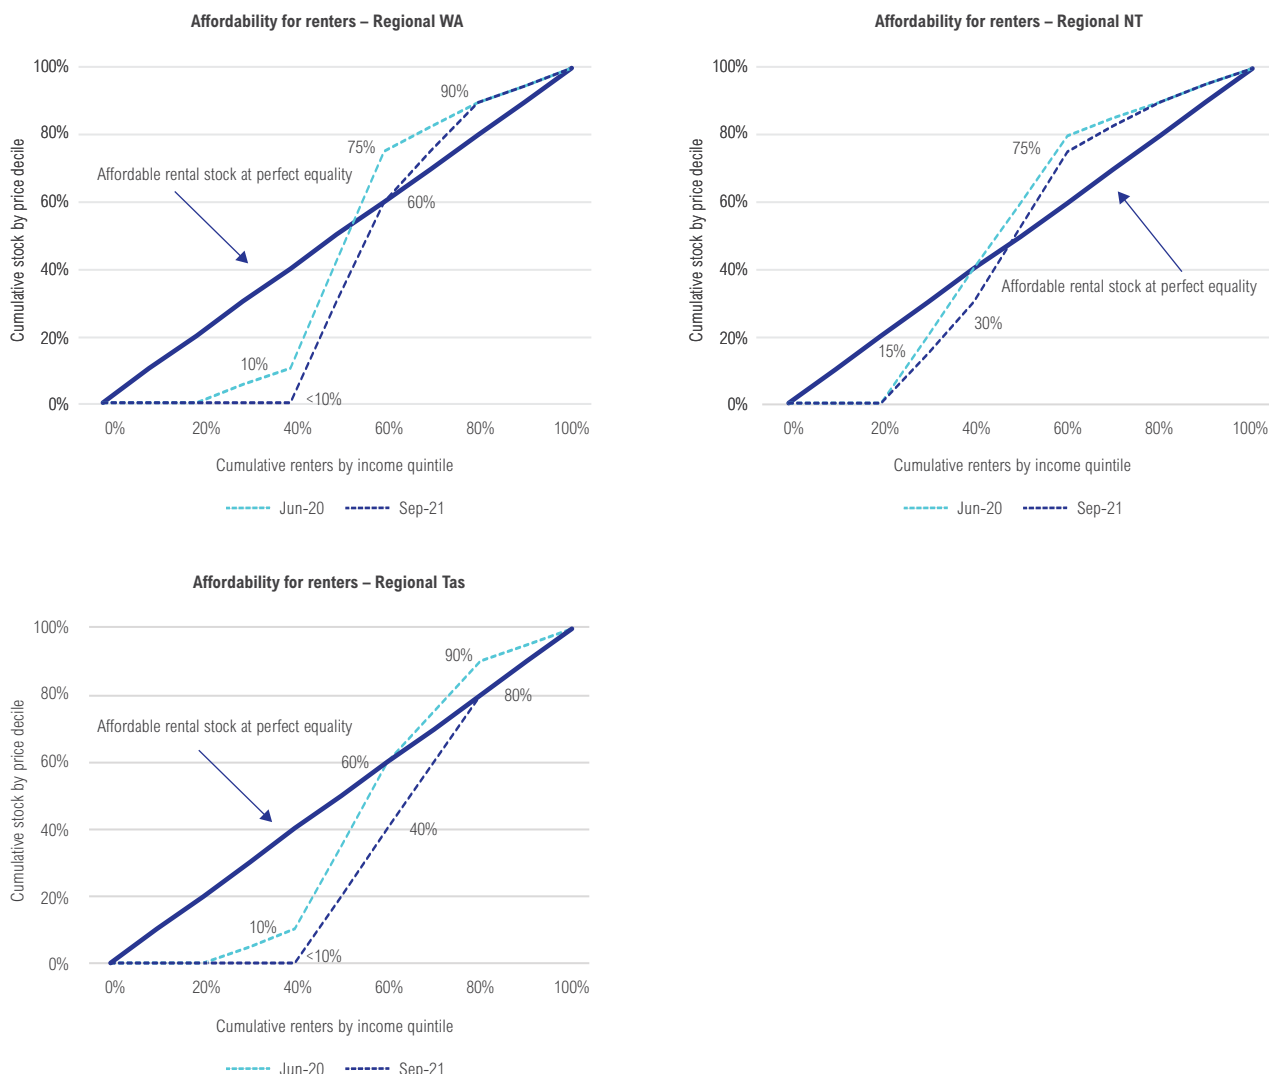 Affordability for renters – Regional WA
100%
80%
60%
40%
20%
0%
Cumulative stock by price decile
Affordable rental stock at perfect equality
90%
75%
60%
10%
<10%
0% 20% 40% 60% 80% 100%
Cumulative renters by income quintile
Jun-20 Sep-21
Affordability for renters – Regional NT
100%
80%
60%
40%
20%
0%
Cumulative stock by price decile
75%
Affordable rental stock at perfect equality
30%
15%
0% 20% 40% 60% 80% 100%
Cumulative renters by income quintile
Jun-20 Sep-21
Affordability for renters – Regional Tas
100%
80%
60%
40%
20%
0%
Cumulative stock by price decile
90%
80%
Affordable rental stock at perfect equality
60%
40%
10%
<10%
0% 20% 40% 60% 80% 100%
Cumulative renters by income quintile
Jun-20 Sep-21